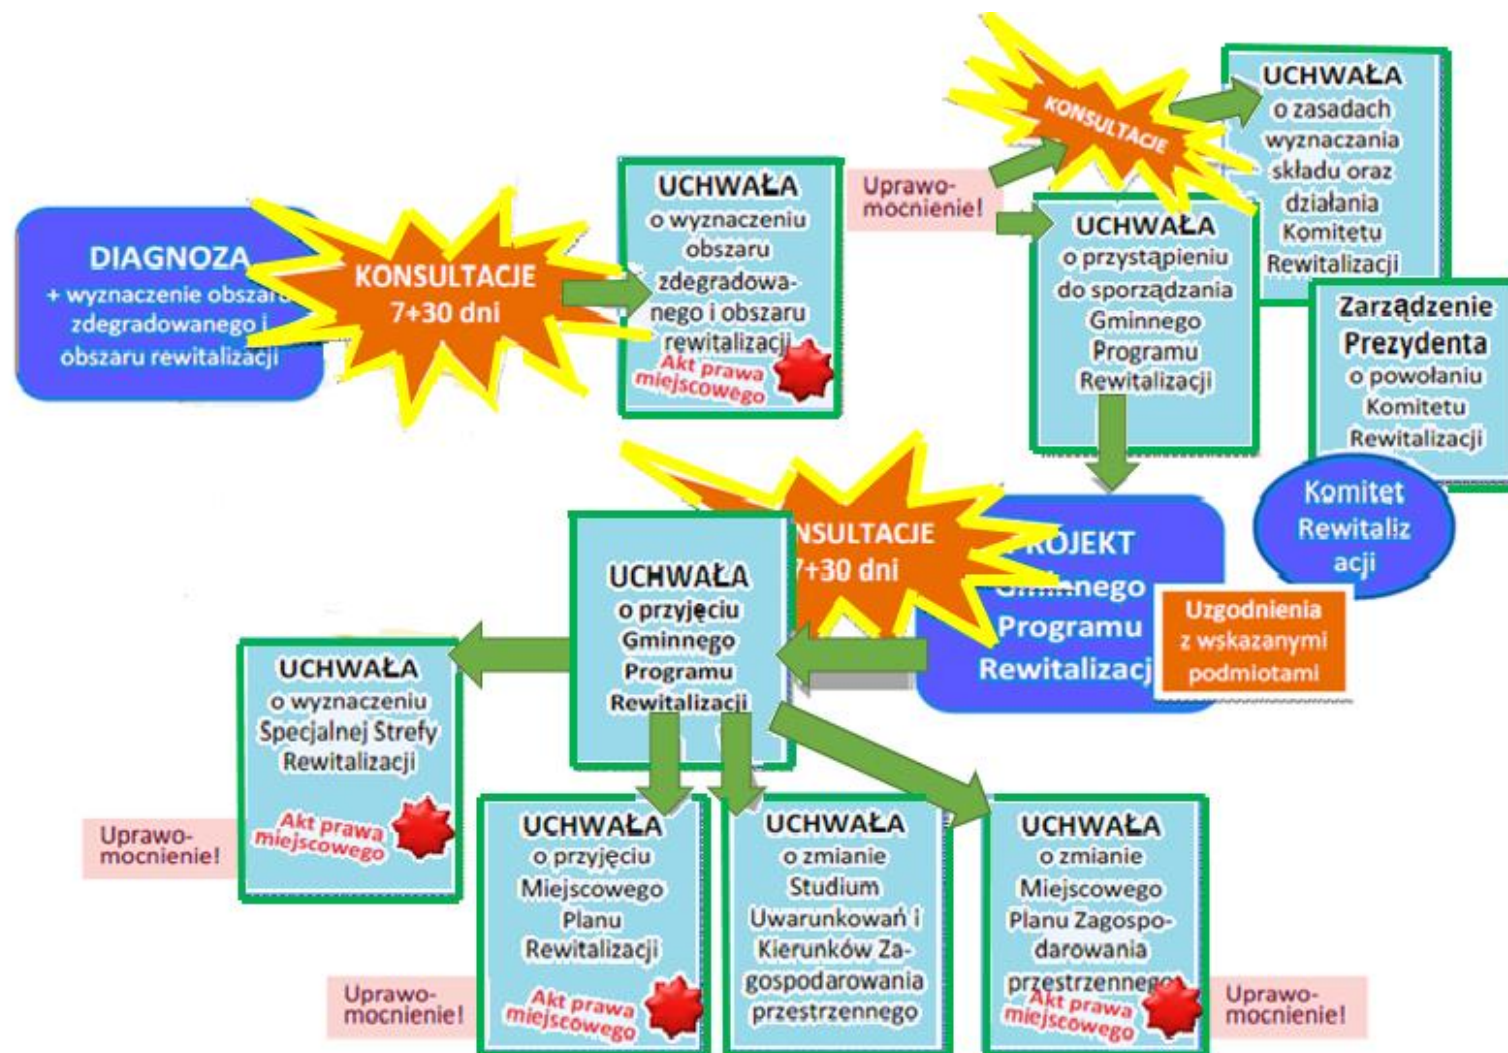 DIAGNOZA
+ wyznaczenie obszaru
zdegradowanego i
obszaru rewitalizacji
KONSULTACJE
7+30 dni
UCHWAŁA
o wyznaczeniu
obszaru
zdegradowa-
nego i obszaru
rewitalizacji
Akt prawa
miejscowego
Uprawo-
mocnienie!
KONSULTACJE
UCHWAŁA
o zasadach
wyznaczania
składu oraz
działania
Komitetu
Rewitalizacji
UCHWAŁA
o przystąpieniu
do sporządzania
Gminnego
Programu
Rewitalizacji
Zarządzenie
Prezydenta
o powołaniu
Komitetu
Rewitalizacji
Komitet
Rewitaliz
acji
PROJEKT
Gminnego
Programu
Rewitalizacj
Uzgodnienia
z wskazanymi
podmiotami
NSULTACJE
7+30 dni
UCHWAŁA
o przyjęciu
Gminnego
Programu
Rewitalizacji
UCHWAŁA
o wyznaczeniu
Specjalnej Strefy
Rewitalizacji
Akt prawa
miejscowego
Uprawo-
mocnienie!
UCHWAŁA
o przyjęciu
Miejscowego
Planu
Rewitalizacji
Akt prawa
miejscowego
Uprawo-
mocnienie!
UCHWAŁA
o zmianie
Studium
Uwarunkowań i
Kierunków Za-
gospodarowania
przestrzennego
UCHWAŁA
o zmianie
Miejscowego
Planu Zagospo-
darowania
przestrzennego
Akt prawa
miejscowego
Uprawo-
mocnienie!